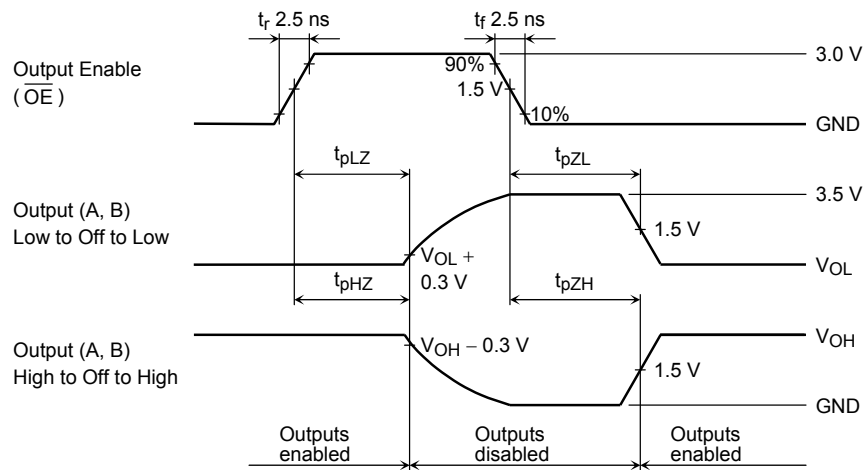 tr 2.5 ns
tf 2.5 ns
Output Enable
( OE )
90%
1.5 V
10%
3.0 V
GND
tpLZ
tpZL
Output (A, B)
Low to Off to Low
3.5 V
1.5 V
VOL +
0.3 V
VOL
tpHZ
tpZH
Output (A, B)
High to Off to High
VOH − 0.3 V
VOH
1.5 V
GND
Outputs
enabled
Outputs
disabled
Outputs
enabled